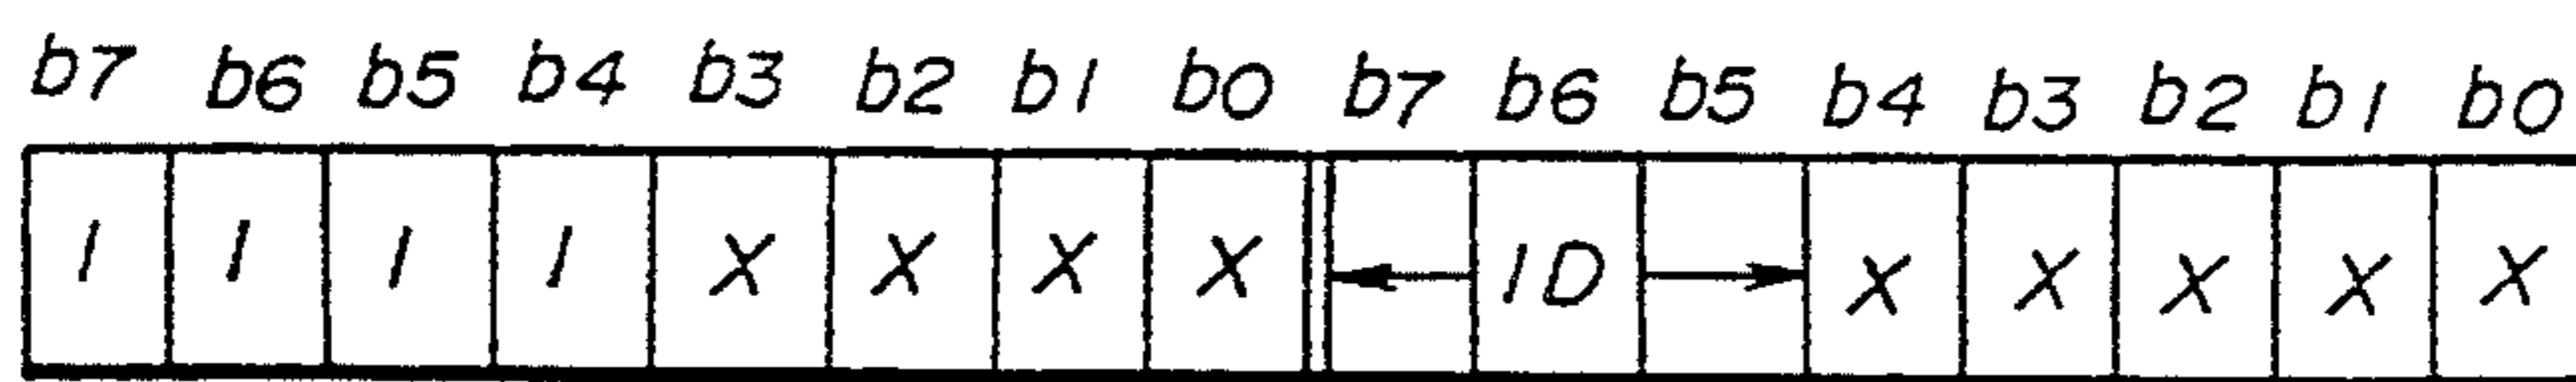 b7 b6 b5 b4 b3 b2 b1 b0 b7 b6 b5 b4 b3 b2 b1 b0
1 1 1 1 X X X X ID X X X X X